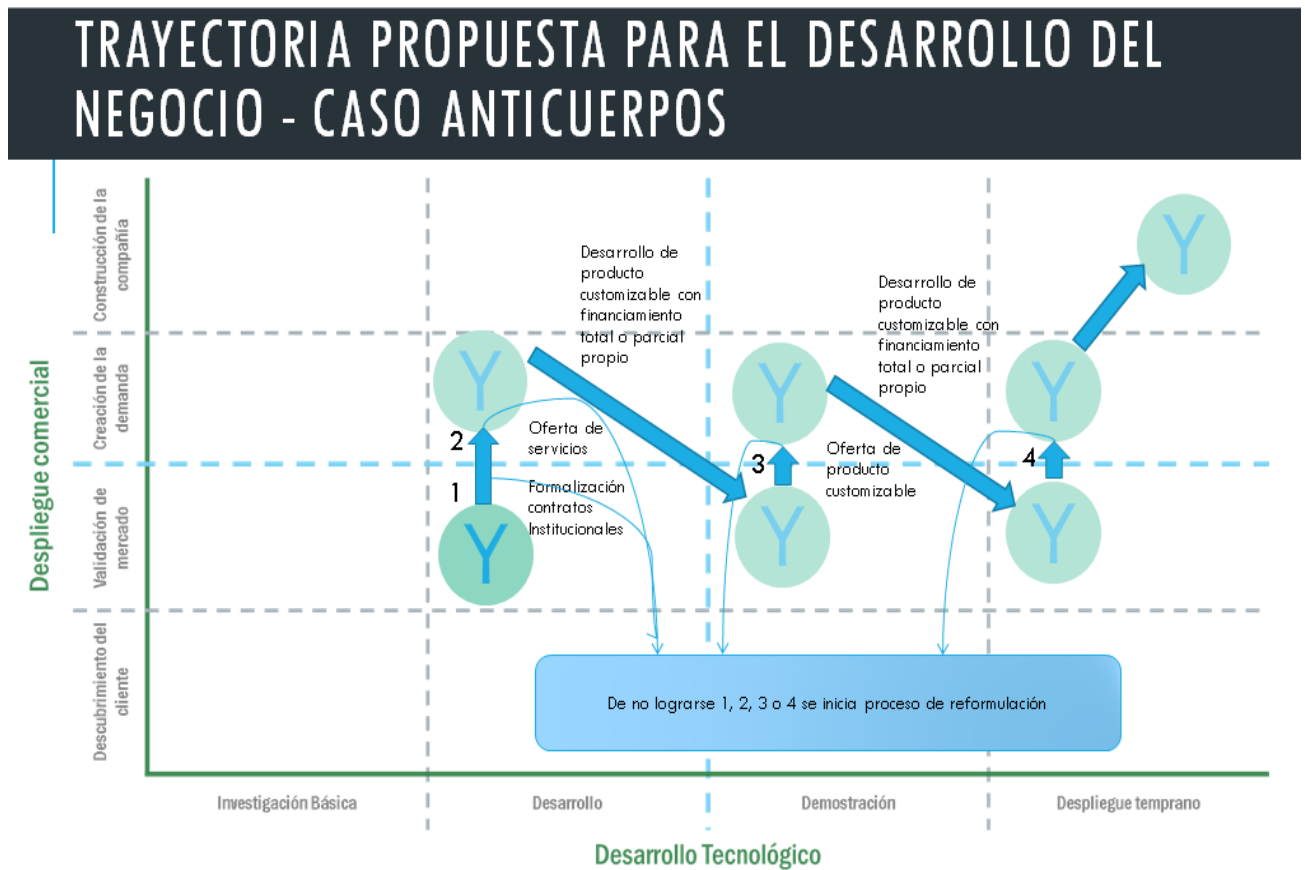 TRAYECTORIA PROPUESTA PARA EL DESARROLLO DEL
NEGOCIO - CASO ANTICUERPOS
Despliegue comercial
Construcción de la
compañía
Creación de la
demanda
Validación de
mercado
Descubrimiento del
cliente
Y
Desarrollo de
producto
customizable con
financiamiento
total o parcial
propio
Desarrollo de
producto
customizable con
financiamiento
total o parcial
propio
Y
Y
Y
2
Oferta de
servicios
3
Oferta de
producto
customizable
4
1
Formalización
contratos
Institucionales
Y
Y
Y
De no lograrse 1, 2, 3 o 4 se inicia proceso de reformulación
Investigación Básica
Desarrollo
Demostración
Despliegue temprano
Desarrollo Tecnológico